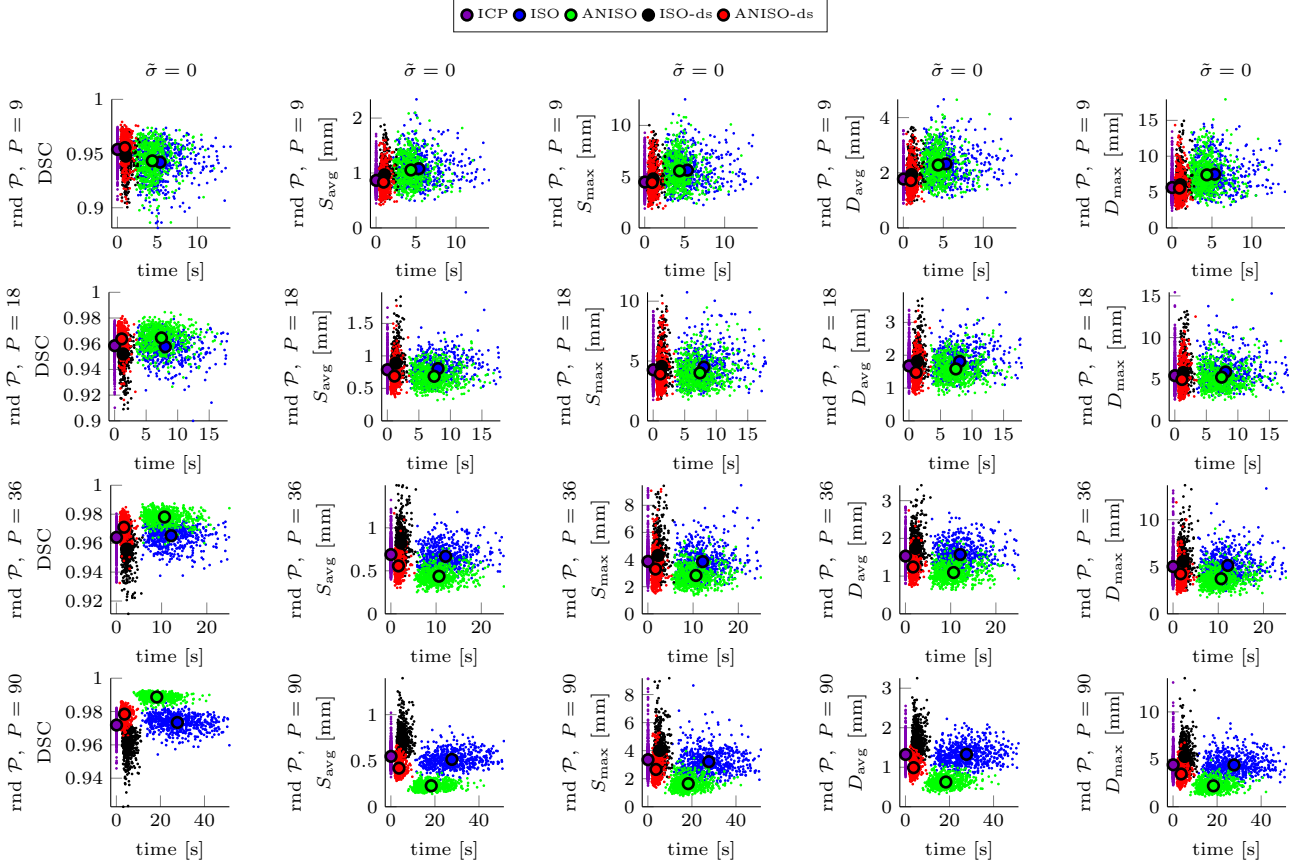 ICP ISO ANISO ISO-ds ANISO-ds
σ̃ = 0 σ̃ = 0 σ̃ = 0 σ̃ = 0 σ̃ = 0
rnd 𝒫, P = 9
DSC
1
0.95
0.9
0 5 10
time [s]
rnd 𝒫, P = 9
S_avg [mm]
2
1
0
0 5 10
time [s]
rnd 𝒫, P = 9
S_max [mm]
10
5
0
0 5 10
time [s]
rnd 𝒫, P = 9
D_avg [mm]
4
2
0
0 5 10
time [s]
rnd 𝒫, P = 9
D_max [mm]
15
10
5
0
0 5 10
time [s]
rnd 𝒫, P = 18
DSC
1
0.98
0.96
0.94
0.92
0.9
0 5 10 15
time [s]
rnd 𝒫, P = 18
S_avg [mm]
1.5
1
0.5
0
0 5 10 15
time [s]
rnd 𝒫, P = 18
S_max [mm]
10
5
0
0 5 10 15
time [s]
rnd 𝒫, P = 18
D_avg [mm]
3
2
1
0
0 5 10 15
time [s]
rnd 𝒫, P = 18
D_max [mm]
15
10
5
0
0 5 10 15
time [s]
rnd 𝒫, P = 36
DSC
1
0.98
0.96
0.94
0.92
0 10 20
time [s]
rnd 𝒫, P = 36
S_avg [mm]
1
0.5
0
0 10 20
time [s]
rnd 𝒫, P = 36
S_max [mm]
8
6
4
2
0
0 10 20
time [s]
rnd 𝒫, P = 36
D_avg [mm]
3
2
1
0
0 10 20
time [s]
rnd 𝒫, P = 36
D_max [mm]
10
5
0
0 10 20
time [s]
rnd 𝒫, P = 90
DSC
1
0.98
0.96
0.94
0 20 40
time [s]
rnd 𝒫, P = 90
S_avg [mm]
1
0.5
0
0 20 40
time [s]
rnd 𝒫, P = 90
S_max [mm]
8
6
4
2
0
0 20 40
time [s]
rnd 𝒫, P = 90
D_avg [mm]
3
2
1
0
0 20 40
time [s]
rnd 𝒫, P = 90
D_max [mm]
10
5
0
0 20 40
time [s]